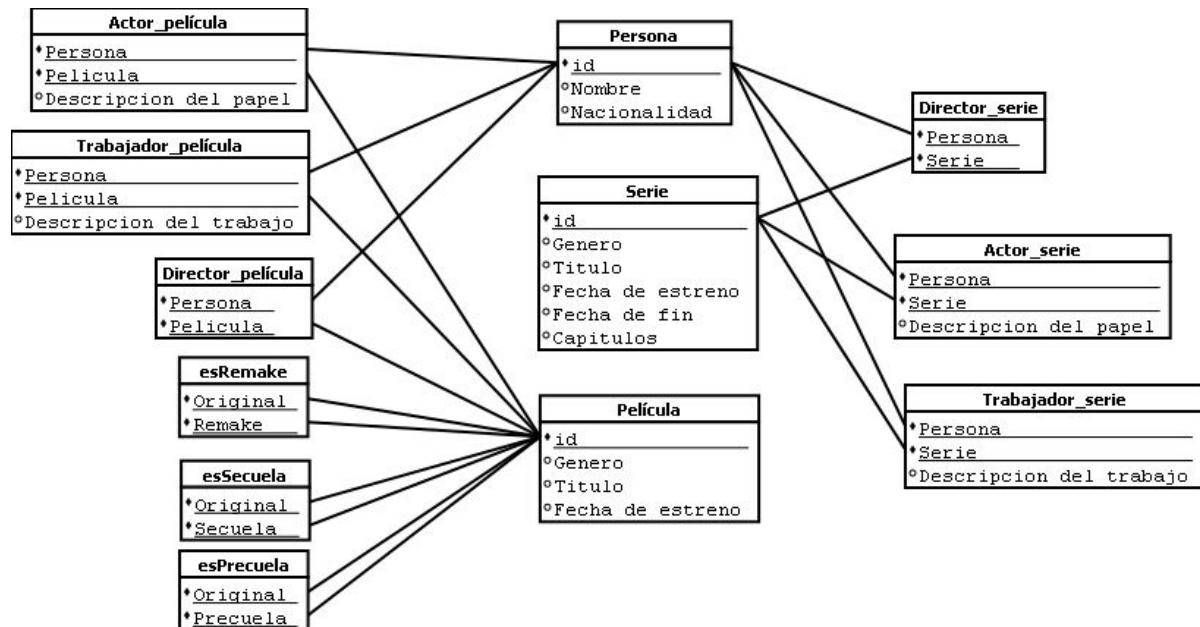 Actor_película
Persona
Pelicula
Descripcion del papel
Trabajador_película
Persona
Pelicula
Descripcion del trabajo
Director_película
Persona
Pelicula
esRemake
Original
Remake
esSecuela
Original
Secuela
esPrecuela
Original
Precuela
Persona
id
Nombre
Nacionalidad
Serie
id
Genero
Titulo
Fecha de estreno
Fecha de fin
Capitulos
Película
id
Genero
Titulo
Fecha de estreno
Director_serie
Persona
Serie
Actor_serie
Persona
Serie
Descripcion del papel
Trabajador_serie
Persona
Serie
Descripcion del trabajo